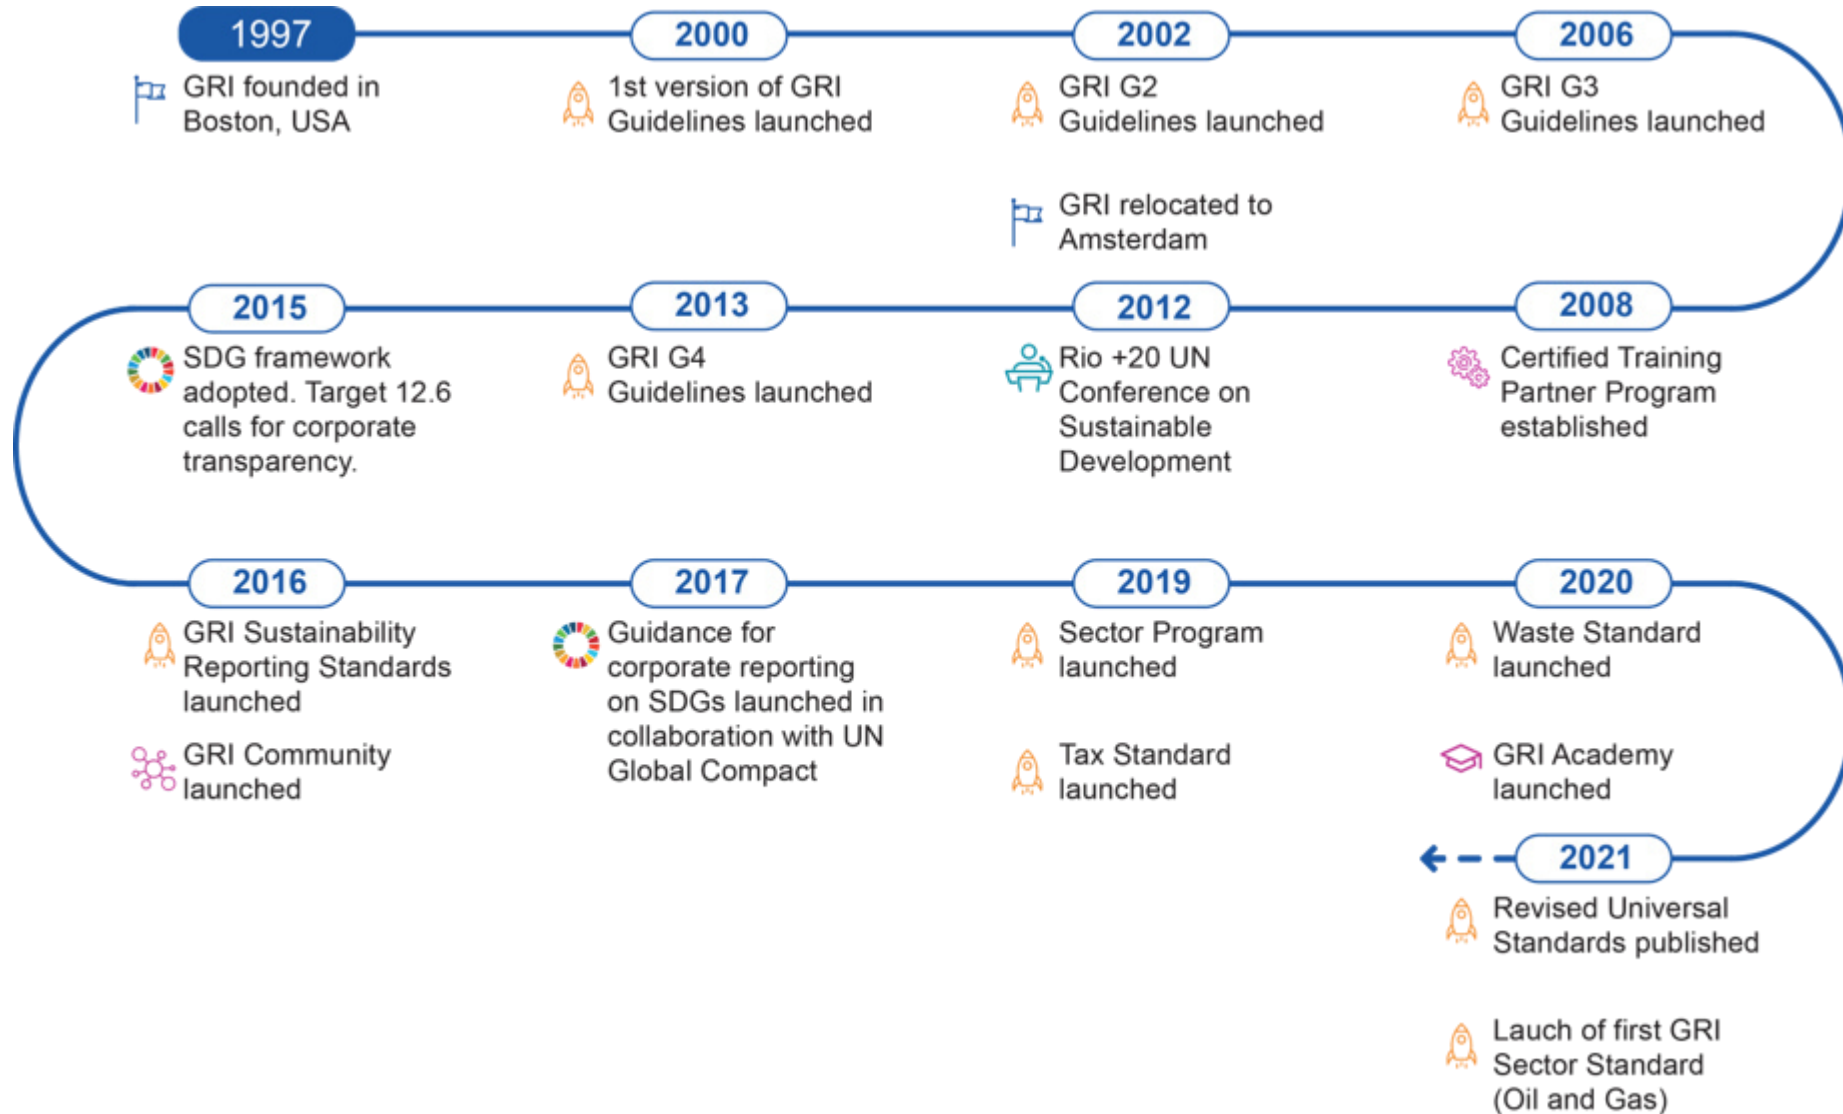 1997
GRI founded in
Boston, USA
2000
1st version of GRI
Guidelines launched
2002
GRI G2
Guidelines launched
GRI relocated to
Amsterdam
2006
GRI G3
Guidelines launched
2008
Certified Training
Partner Program
established
2012
Rio +20 UN
Conference on
Sustainable
Development
2013
GRI G4
Guidelines launched
2015
SDG framework
adopted. Target 12.6
calls for corporate
transparency.
2016
GRI Sustainability
Reporting Standards
launched
GRI Community
launched
2017
Guidance for
corporate reporting
on SDGs launched in
collaboration with UN
Global Compact
2019
Sector Program
launched
Tax Standard
launched
2020
Waste Standard
launched
GRI Academy
launched
2021
Revised Universal
Standards published
Lauch of first GRI
Sector Standard
(Oil and Gas)